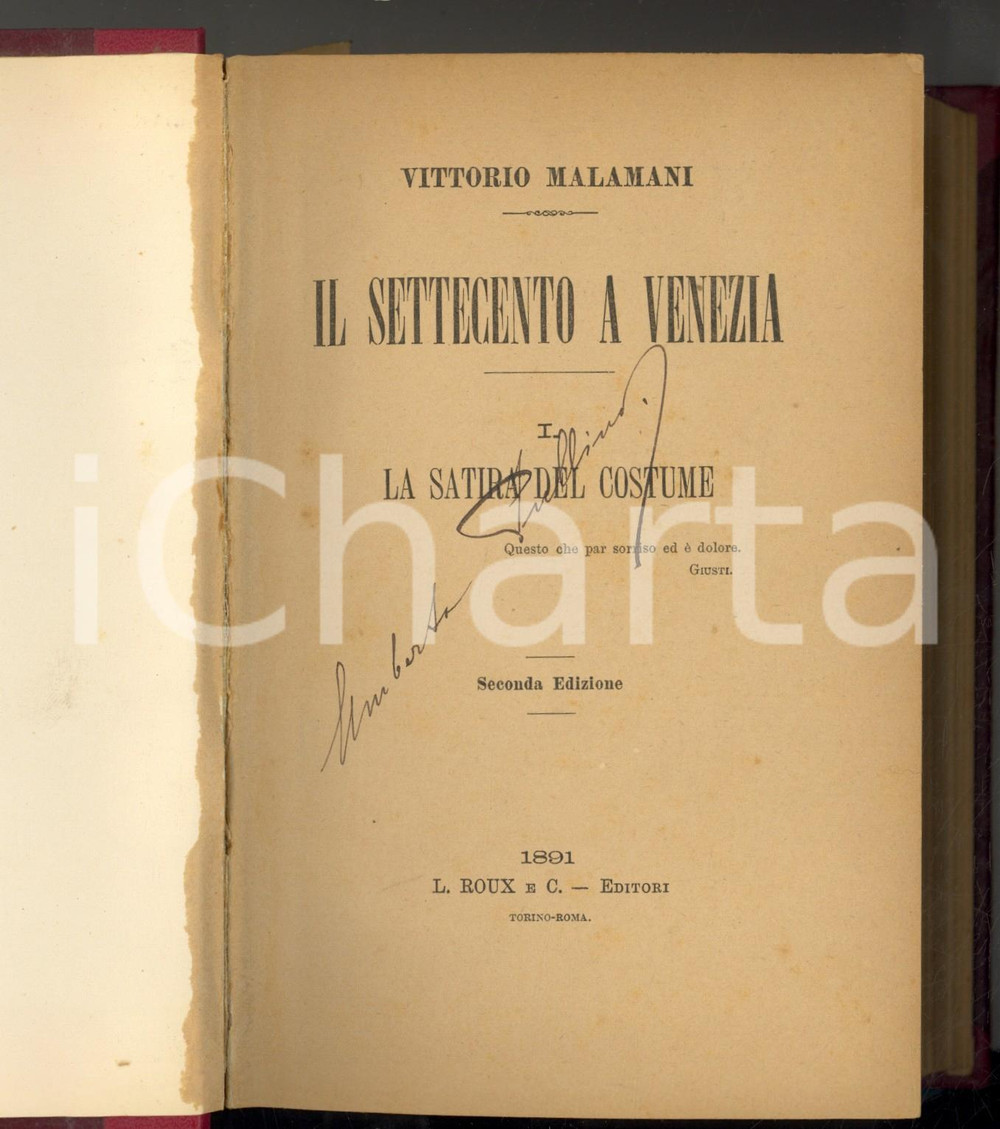 VITTORIO MALAMANI
IL SETTECENTO A VENEZIA
I.
LA SATIRA DEL COSTUME
Questo che par sorriso ed è dolore.
GIUSTI.
Umberto
Seconda Edizione
1891
L. ROUX E C. — EDITORI
TORINO-ROMA.
iCharta